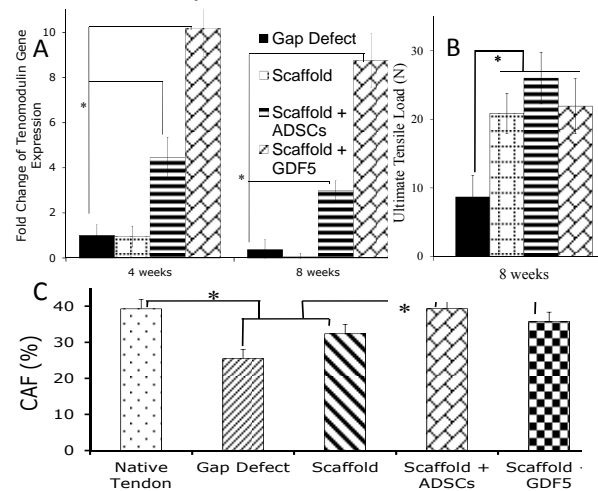 A
Fold Change of Tenomodulin Gene
Expression
10
8
6
4
2
0
*
*
4 weeks
8 weeks
Gap Defect
Scaffold
Scaffold +
ADSCs
Scaffold +
GDF5
B
Ultimate Tensile Load (N)
30
20
10
0
*
8 weeks
C
CAF (%)
40
30
20
10
0
*
*
Native
Tendon
Gap Defect
Scaffold
Scaffold +
ADSCs
Scaffold
GDF5